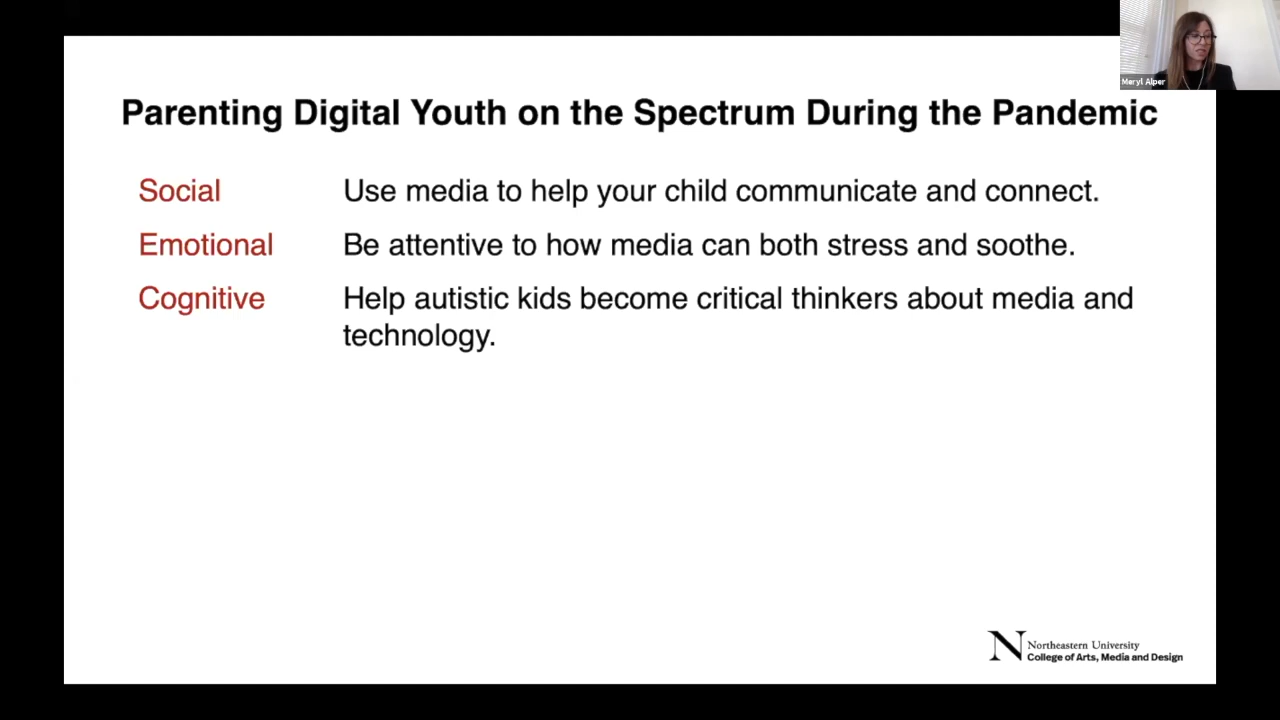 Meryl Alper
Parenting Digital Youth on the Spectrum During the Pandemic
Social Use media to help your child communicate and connect.
Emotional Be attentive to how media can both stress and soothe.
Cognitive Help autistic kids become critical thinkers about media and
technology.
N Northeastern University
College of Arts, Media and Design